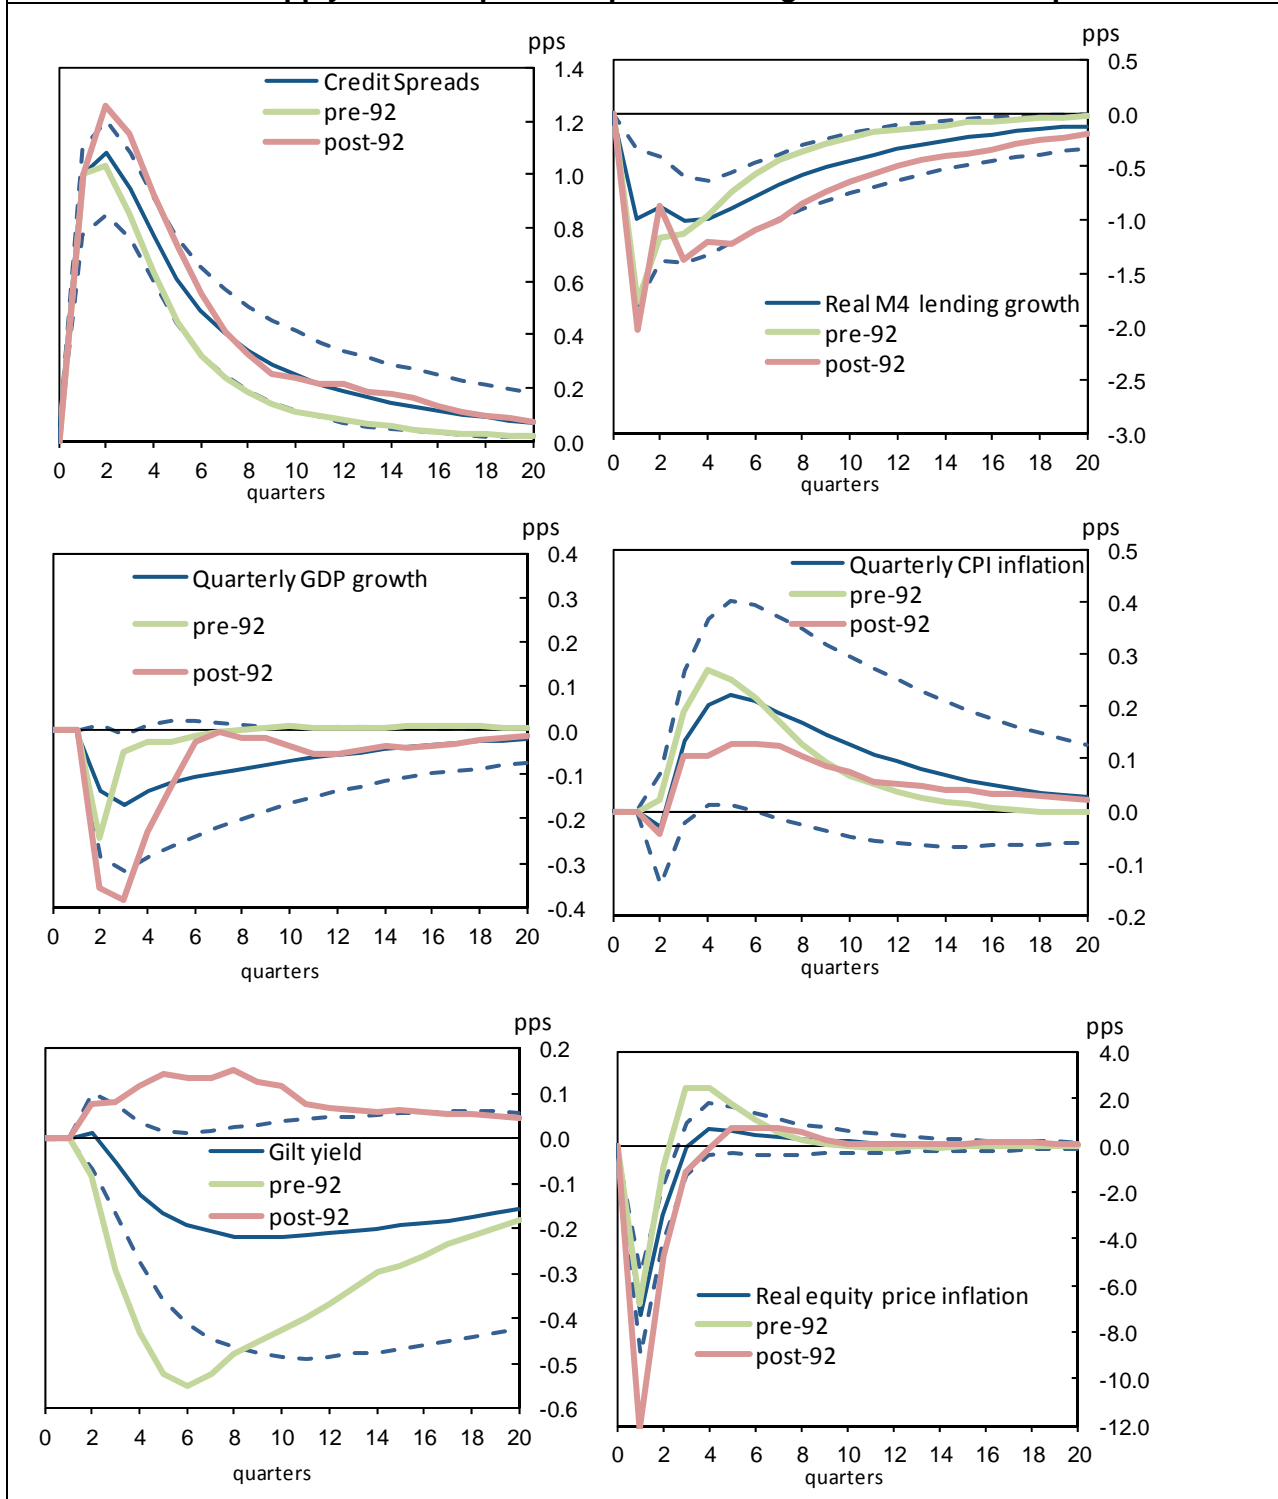 pps
1.4
Credit Spreads
pre-92
post-92
1.2
1.0
0.8
0.6
0.4
0.2
0.0
0 2 4 6 8 10 12 14 16 18 20
quarters
pps
0.5
0.0
-0.5
-1.0
-1.5
Real M4 lending growth
pre-92
post-92
-2.0
-2.5
-3.0
0 2 4 6 8 10 12 14 16 18 20
quarters
pps
0.4
Quarterly GDP growth
pre-92
post-92
0.3
0.2
0.1
0.0
-0.1
-0.2
-0.3
-0.4
0 2 4 6 8 10 12 14 16 18 20
quarters
pps
0.5
Quarterly CPI inflation
pre-92
post-92
0.4
0.3
0.2
0.1
0.0
-0.1
-0.2
0 2 4 6 8 10 12 14 16 18 20
quarters
pps
0.2
0.1
0.0
Gilt yield
pre-92
post-92
-0.1
-0.2
-0.3
-0.4
-0.5
-0.6
0 2 4 6 8 10 12 14 16 18 20
quarters
pps
4.0
2.0
0.0
-2.0
-4.0
-6.0
Real equity price inflation
pre-92
post-92
-8.0
-10.0
-12.0
0 2 4 6 8 10 12 14 16 18 20
quarters